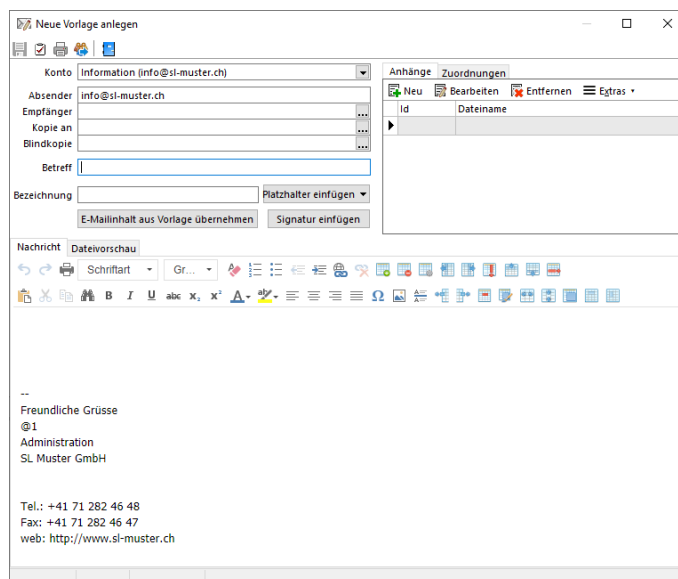 Neue Vorlage anlegen
Konto Information (info@sl-muster.ch)
Absender info@sl-muster.ch
Empfänger ...
Kopie an ...
Blindkopie ...
Betreff
Bezeichnung Platzhalter einfügen
E-Mailinhalt aus Vorlage übernehmen Signatur einfügen
Anhänge Zuordnungen
Neu Bearbeiten Entfernen Extras
Id Dateiname
Nachricht Dateivorschau
Schriftart Gr...
B I U abc x₂ x² A aby Ω
--
Freundliche Grüsse
@1
Administration
SL Muster GmbH
Tel.: +41 71 282 46 48
Fax: +41 71 282 46 47
web: http://www.sl-muster.ch